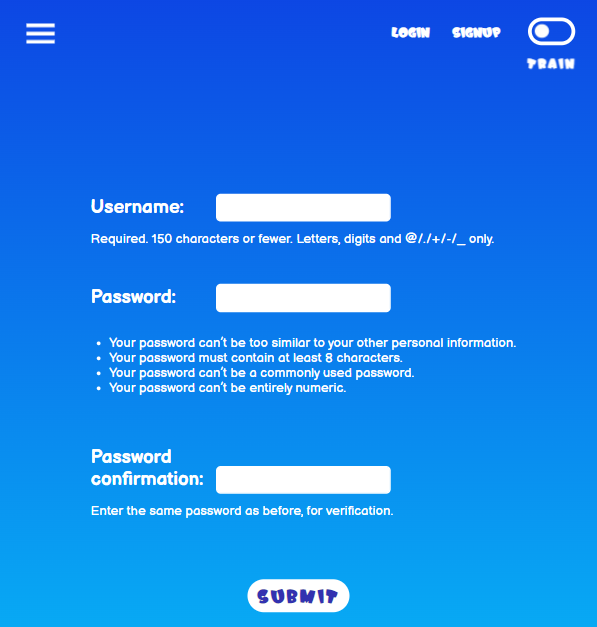 LOGIN SIGNUP
TRAIN
Username:
Required. 150 characters or fewer. Letters, digits and @/./+/-/_ only.
Password:
• Your password can't be too similar to your other personal information.
• Your password must contain at least 8 characters.
• Your password can't be a commonly used password.
• Your password can't be entirely numeric.
Password
confirmation:
Enter the same password as before, for verification.
SUBMIT